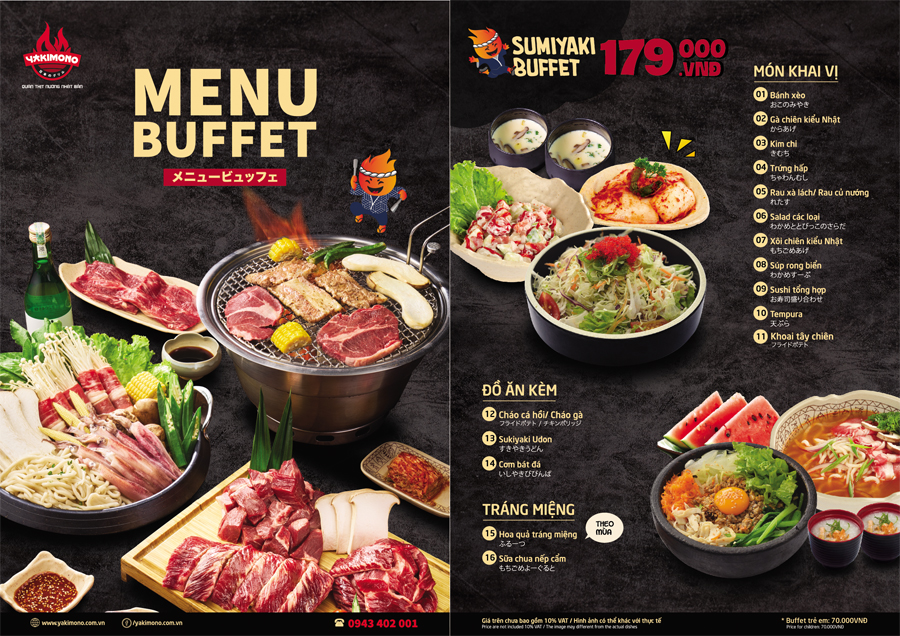 YAKIMONO
QUÁN THỊT NƯỚNG NHẬT BẢN
MENU
BUFFET
メニュービュッフェ
www.yakimono.com.vn
/yakimono.com.vn
0943 402 001
SUMIYAKI
BUFFET
179 000
.VNĐ
MÓN KHAI VỊ
01 Bánh xèo
おこのみやき
02 Gà chiên kiểu Nhật
からあげ
03 Kim chi
きむち
04 Trứng hấp
ちゃわんむし
05 Rau xà lách/ Rau củ nướng
れたす
06 Salad các loại
わかめととびっこのさらだ
07 Xôi chiên kiểu Nhật
もちごめあげ
08 Súp rong biển
わかめすーぷ
09 Sushi tổng hợp
お寿司盛り合わせ
10 Tempura
天ぷら
11 Khoai tây chiên
フライドポテト
ĐỒ ĂN KÈM
12 Cháo cá hồi/ Cháo gà
フライドポテト / チキンポリッジ
13 Sukiyaki Udon
すきやきうどん
14 Cơm bát đá
いしやきびびんば
TRÁNG MIỆNG
15 Hoa quả tráng miệng
ふるーつ
16 Sữa chua nếp cẩm
もちごめよーぐると
THEO
MÙA
Giá trên chưa bao gồm 10% VAT / Hình ảnh có thể khác với thực tế
Price are not included 10% VAT / The image may different from the actual dishes
* Buffet trẻ em: 70.000VNĐ
Price for children: 70.000VNĐ